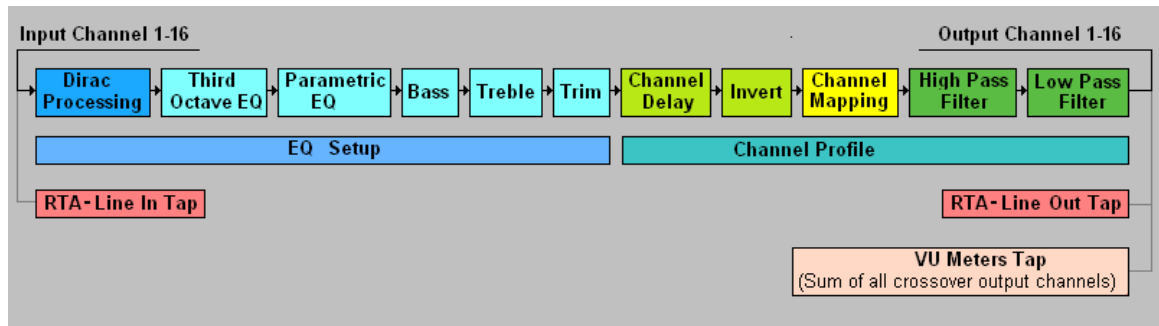 Input Channel 1-16
Output Channel 1-16
Dirac
Processing
Third
Octave EQ
Parametric
EQ
Bass
Treble
Trim
Channel
Delay
Invert
Channel
Mapping
High Pass
Filter
Low Pass
Filter
EQ Setup
Channel Profile
RTA-Line In Tap
RTA-Line Out Tap
VU Meters Tap
(Sum of all crossover output channels)